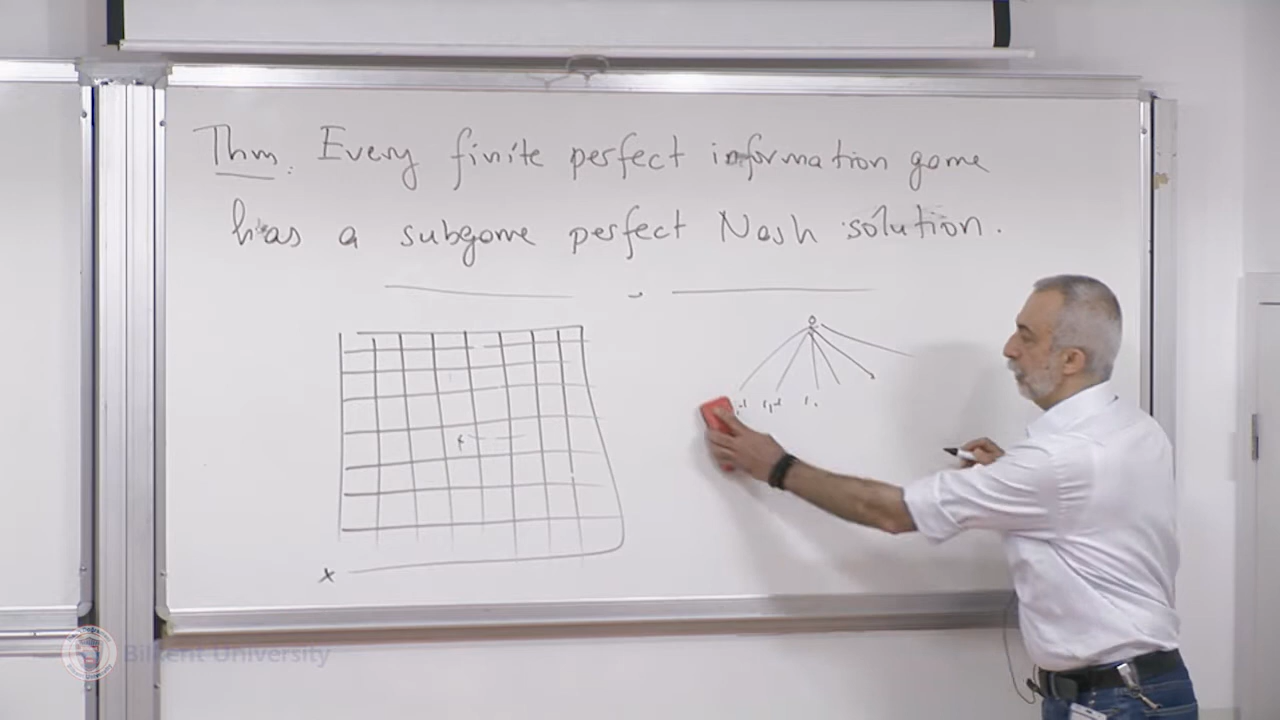 Thm. Every finite perfect information game
has a subgame perfect Nash solution.
x
Bilkent University